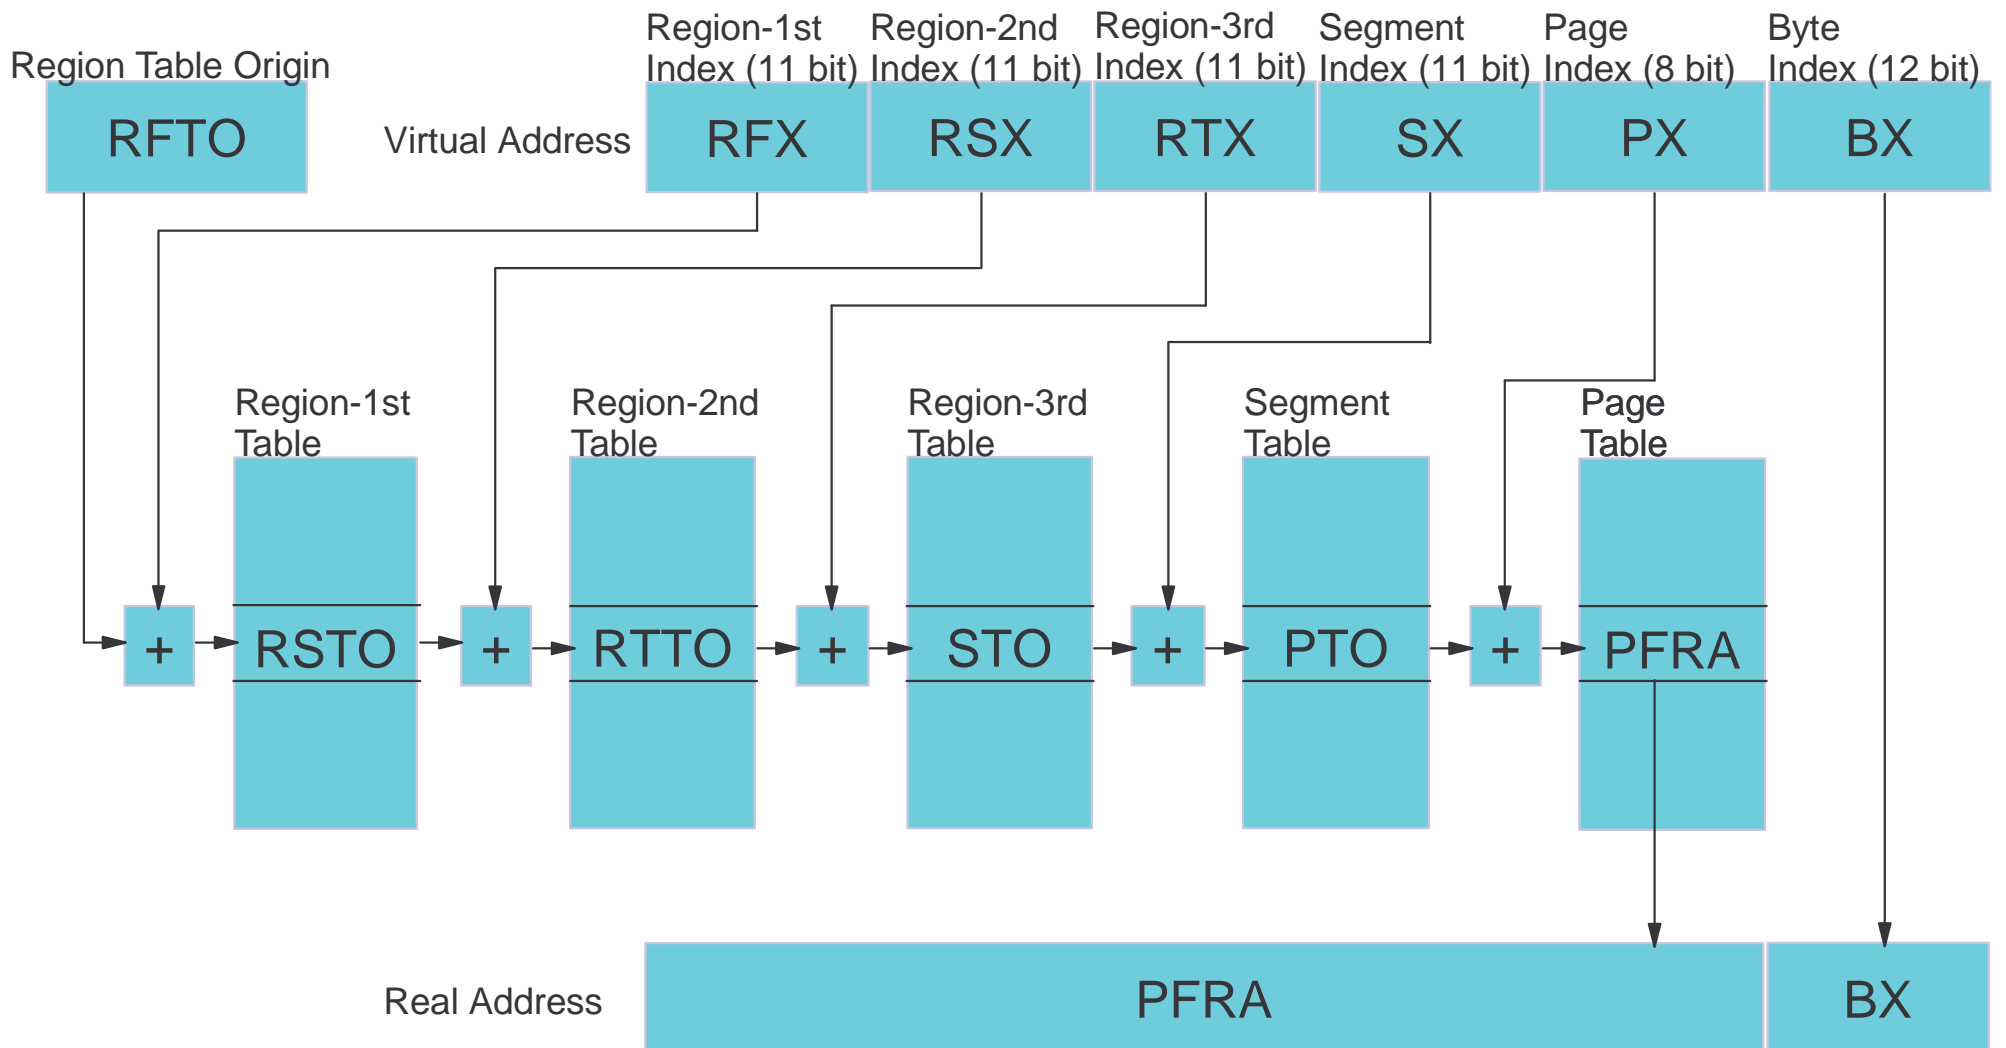 Region Table Origin
Region-1st
Index (11 bit)
Region-2nd
Index (11 bit)
Region-3rd
Index (11 bit)
Segment
Index (11 bit)
Page
Index (8 bit)
Byte
Index (12 bit)
RFTO
Virtual Address
RFX
RSX
RTX
SX
PX
BX
Region-1st
Table
Region-2nd
Table
Region-3rd
Table
Segment
Table
Page
Table
+
RSTO
+
RTTO
+
STO
+
PTO
+
PFRA
Real Address
PFRA
BX